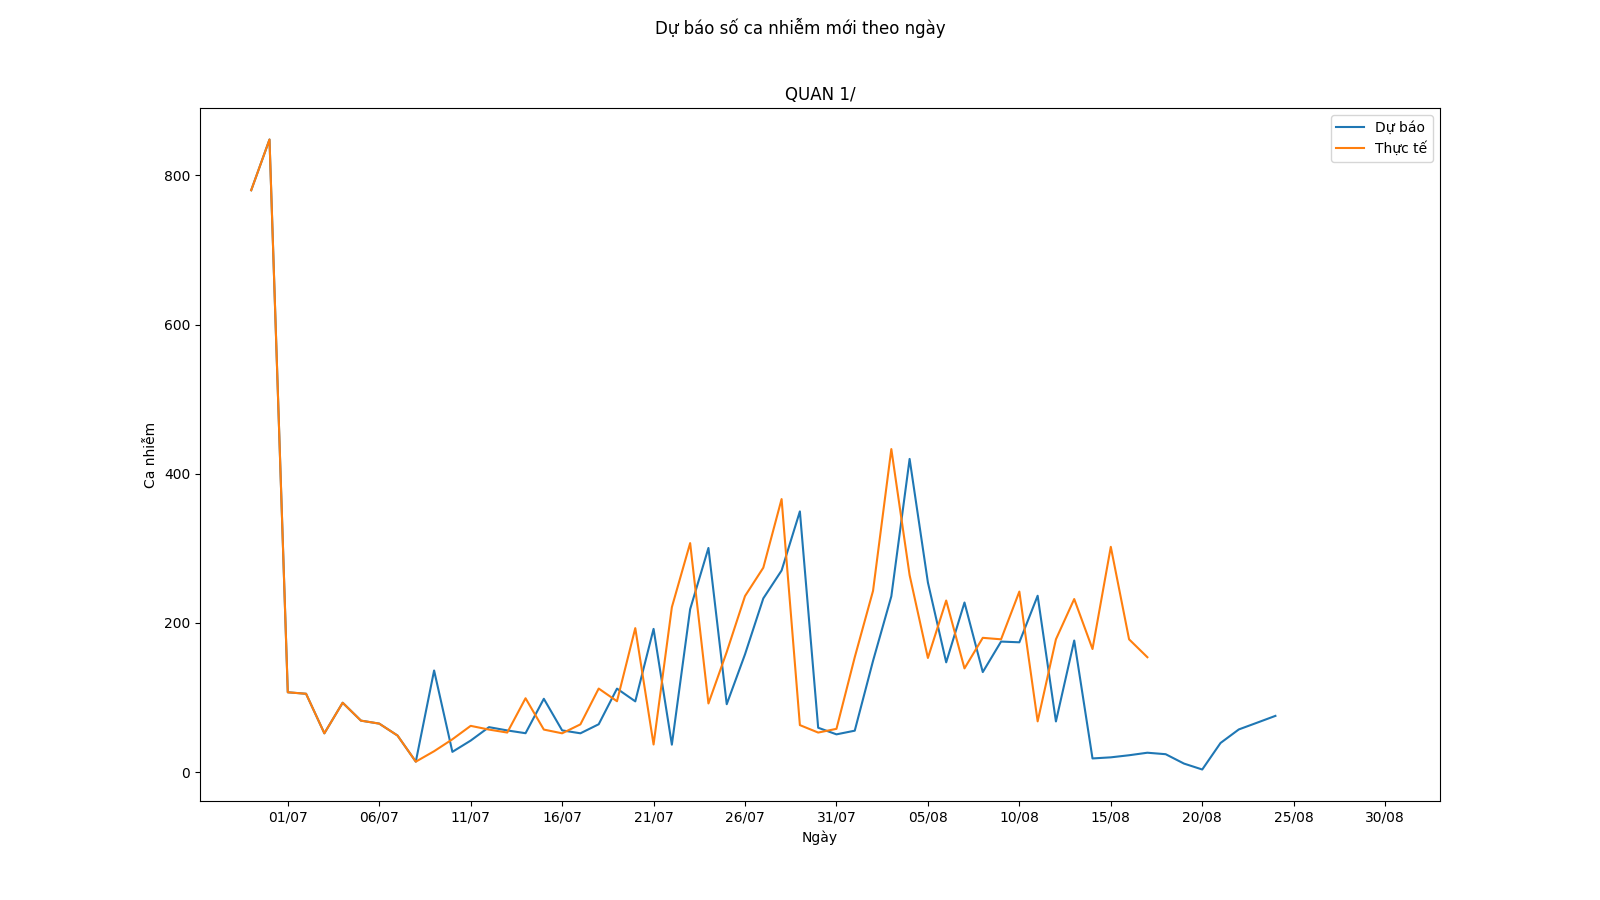 Dự báo số ca nhiễm mới theo ngày
QUAN 1/
Dự báo
Thực tế
800
600
400
200
0
Ca nhiễm
01/07 06/07 11/07 16/07 21/07 26/07 31/07 05/08 10/08 15/08 20/08 25/08 30/08
Ngày